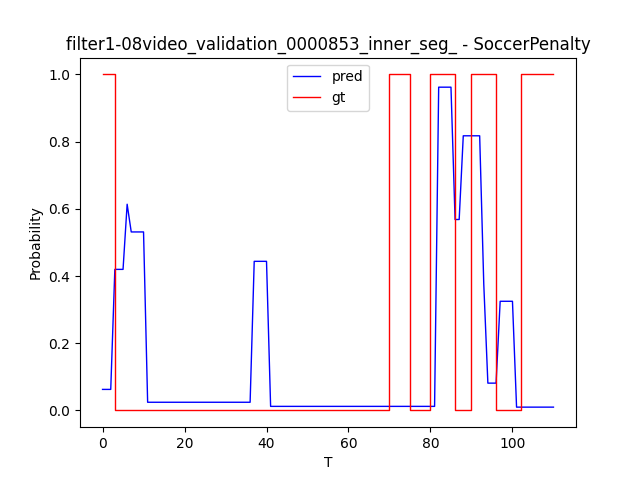 filter1-08video_validation_0000853_inner_seg_ - SoccerPenalty
pred
gt
1.0
0.8
0.6
0.4
0.2
0.0
Probability
0
20
40
60
80
100
T